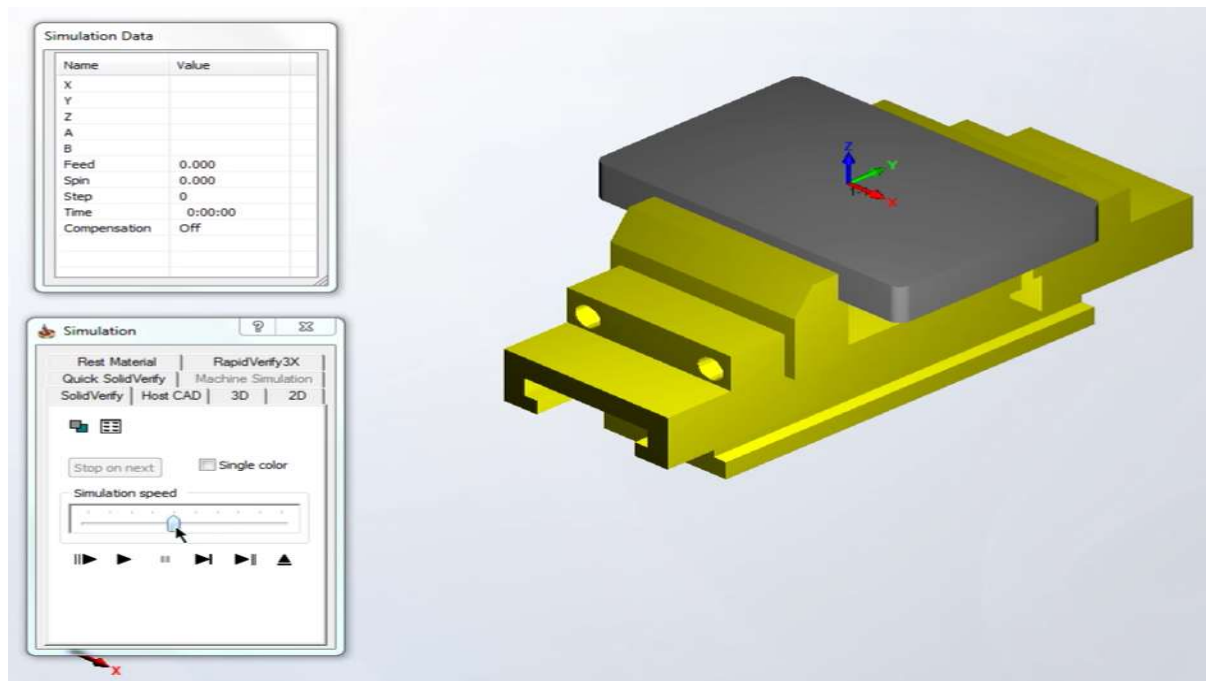 Simulation Data
Name Value
X
Y
Z
A
B
Feed 0.000
Spin 0.000
Step 0
Time 0:00:00
Compensation Off
Simulation
Rest Material RapidVerify3X
Quick SolidVerify Machine Simulation
SolidVerify Host CAD 3D 2D
Stop on next Single color
Simulation speed
Z
Y
X
X